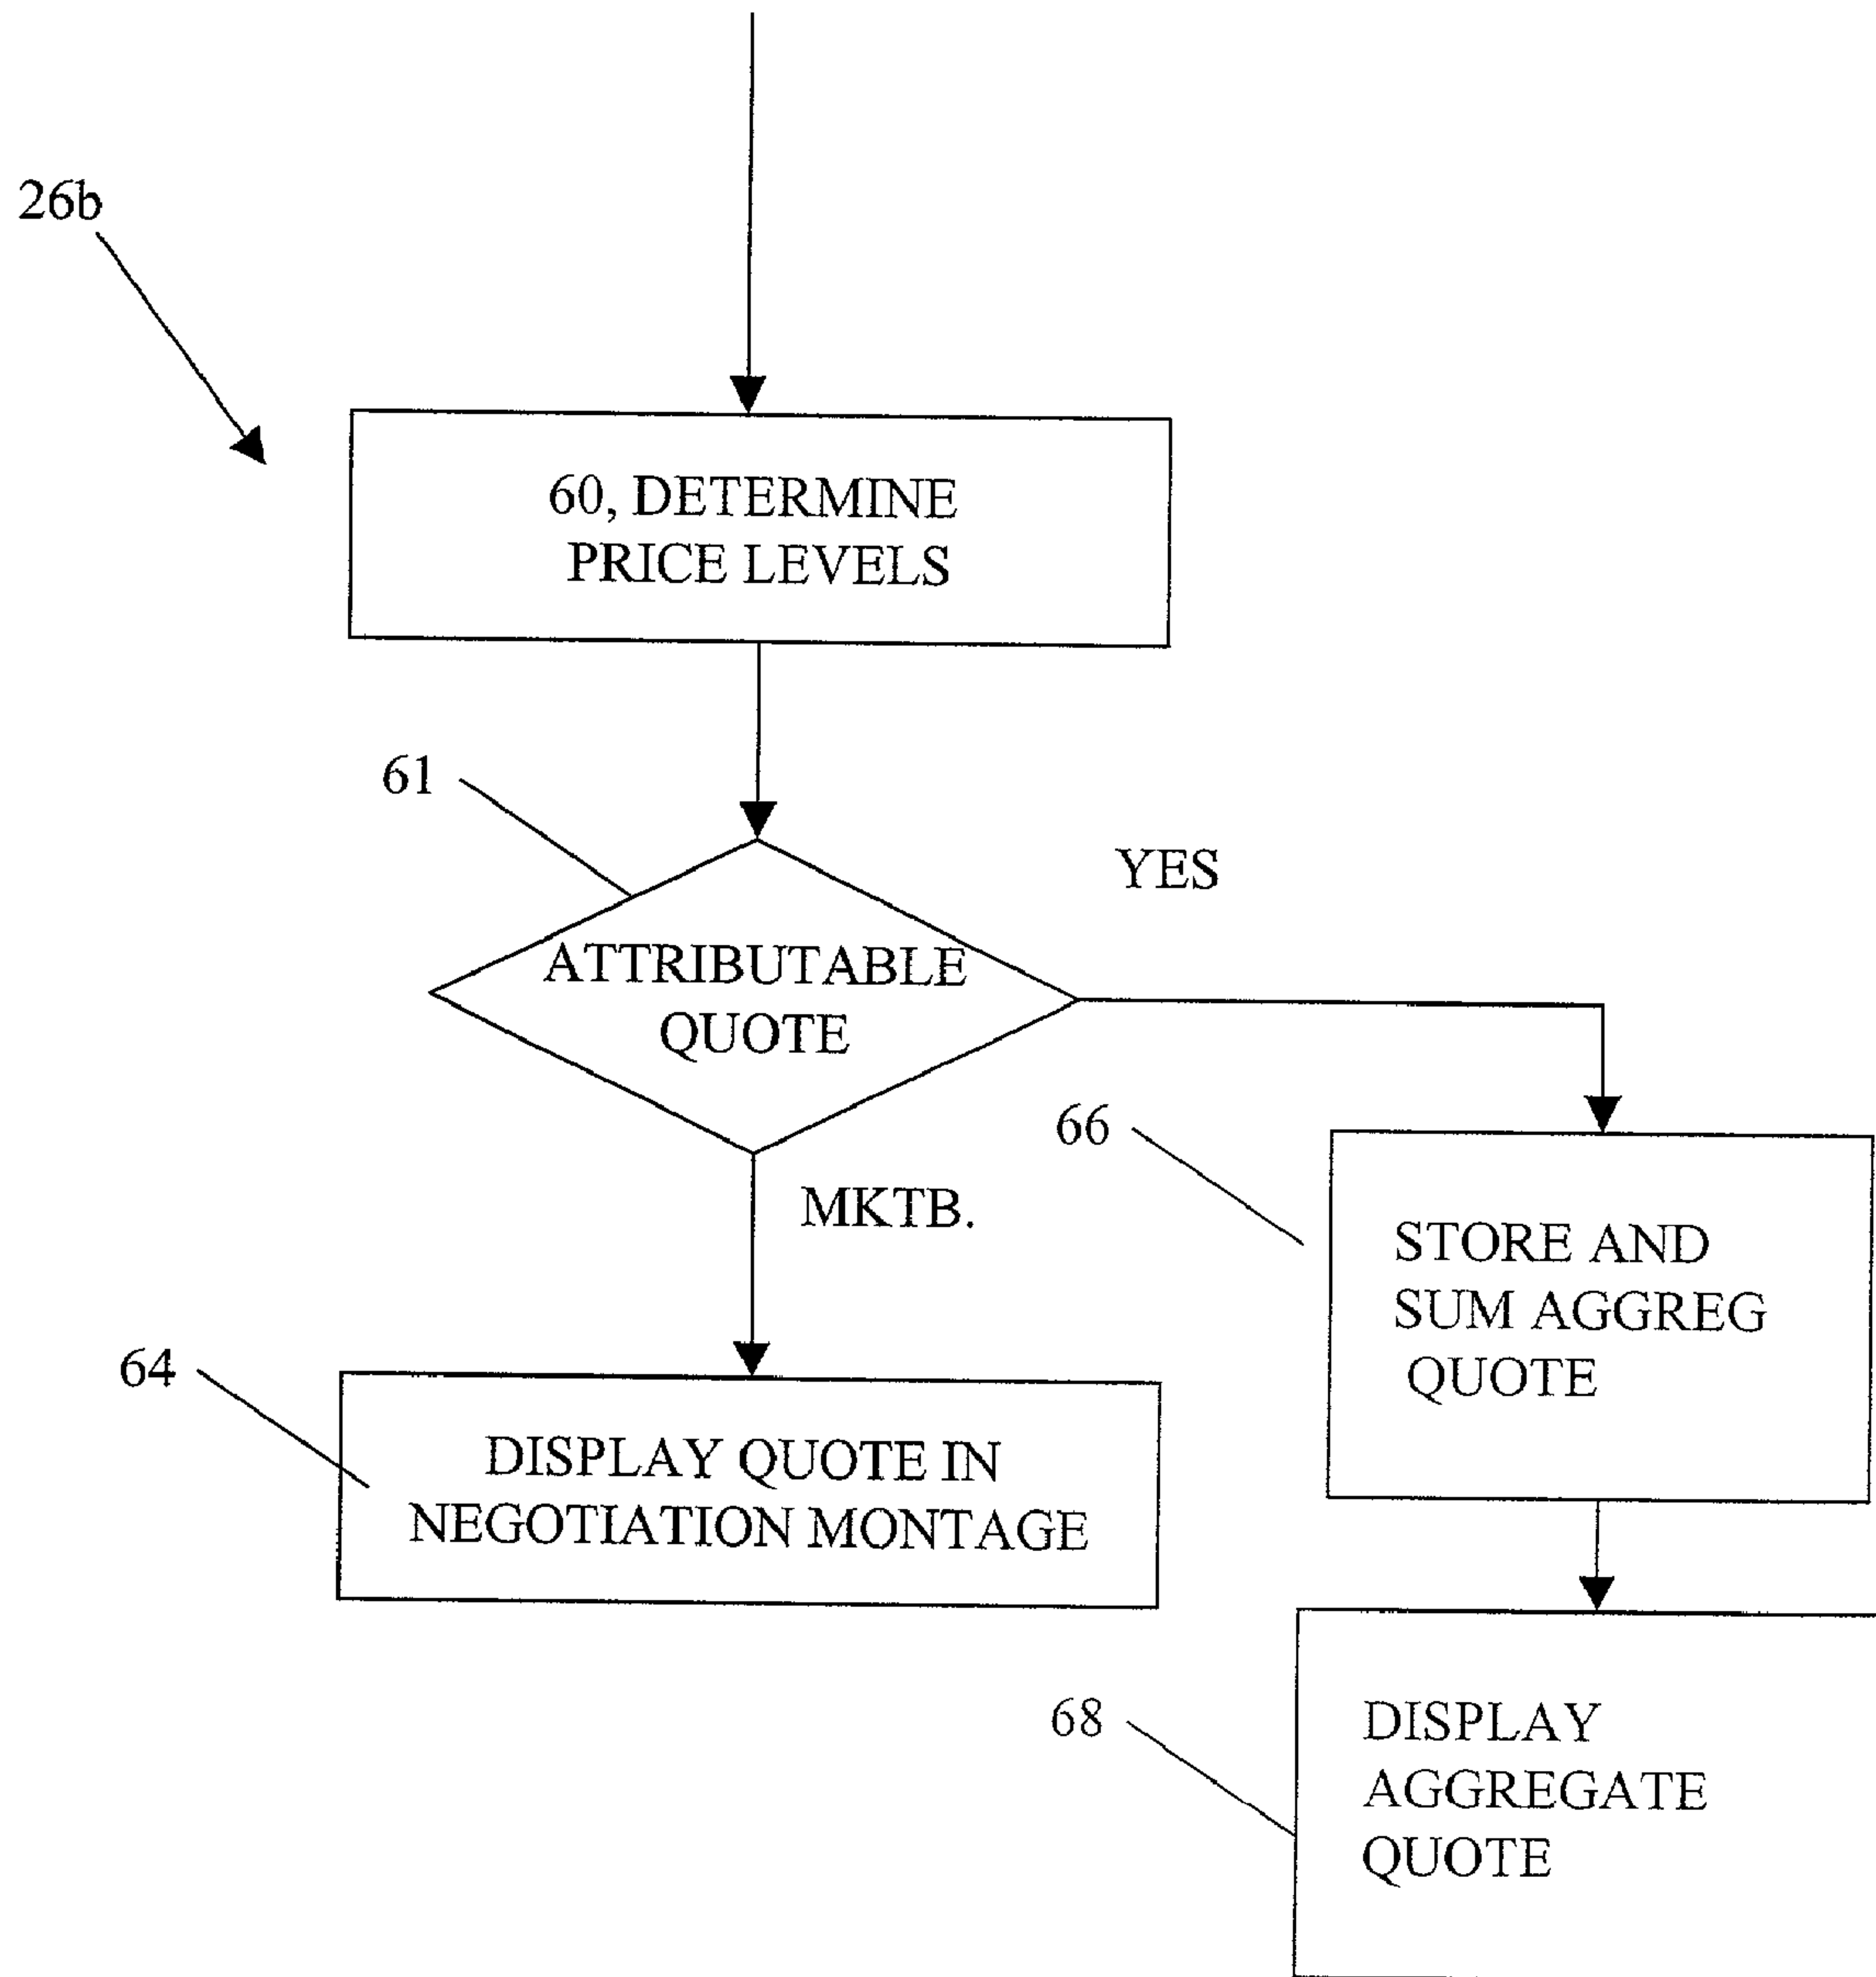 26b
60, DETERMINE
PRICE LEVELS
61
YES
ATTRIBUTABLE
QUOTE
66
MKTB.
STORE AND
SUM AGGREG
QUOTE
64
DISPLAY QUOTE IN
NEGOTIATION MONTAGE
68
DISPLAY
AGGREGATE
QUOTE